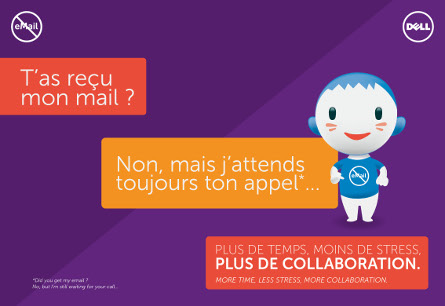 eMail
DELL
T'as reçu
mon mail ?
Non, mais j'attends
toujours ton appel*...
eMail
PLUS DE TEMPS, MOINS DE STRESS,
PLUS DE COLLABORATION.
MORE TIME, LESS STRESS, MORE COLLABORATION.
*Did you get my email ?
No, but I'm still waiting for your call...